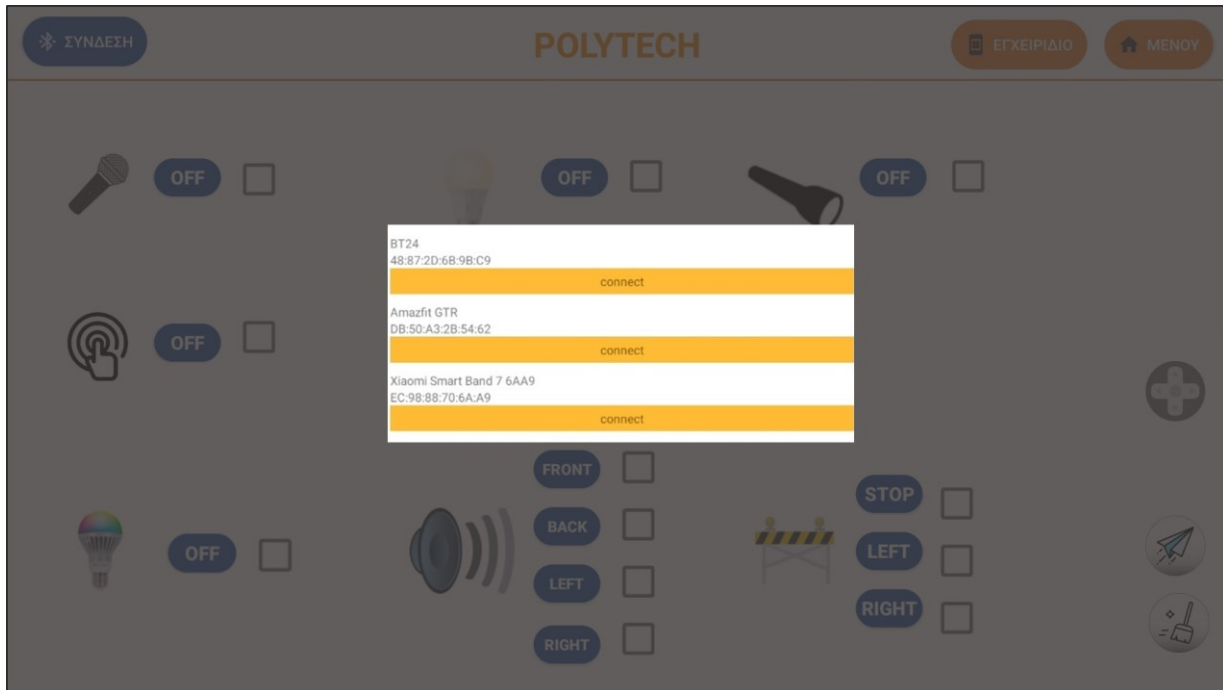 ΣΥΝΔΕΣΗ
POLYTECH
ΕΓΧΕΙΡΙΔΙΟ
ΜΕΝΟΥ
OFF
OFF
OFF
BT24
48:87:2D:6B:9B:C9
connect
Amazfit GTR
DB:50:A3:2B:54:62
connect
Xiaomi Smart Band 7 6AA9
EC:98:88:70:6A:A9
connect
OFF
OFF
FRONT
BACK
LEFT
RIGHT
STOP
LEFT
RIGHT